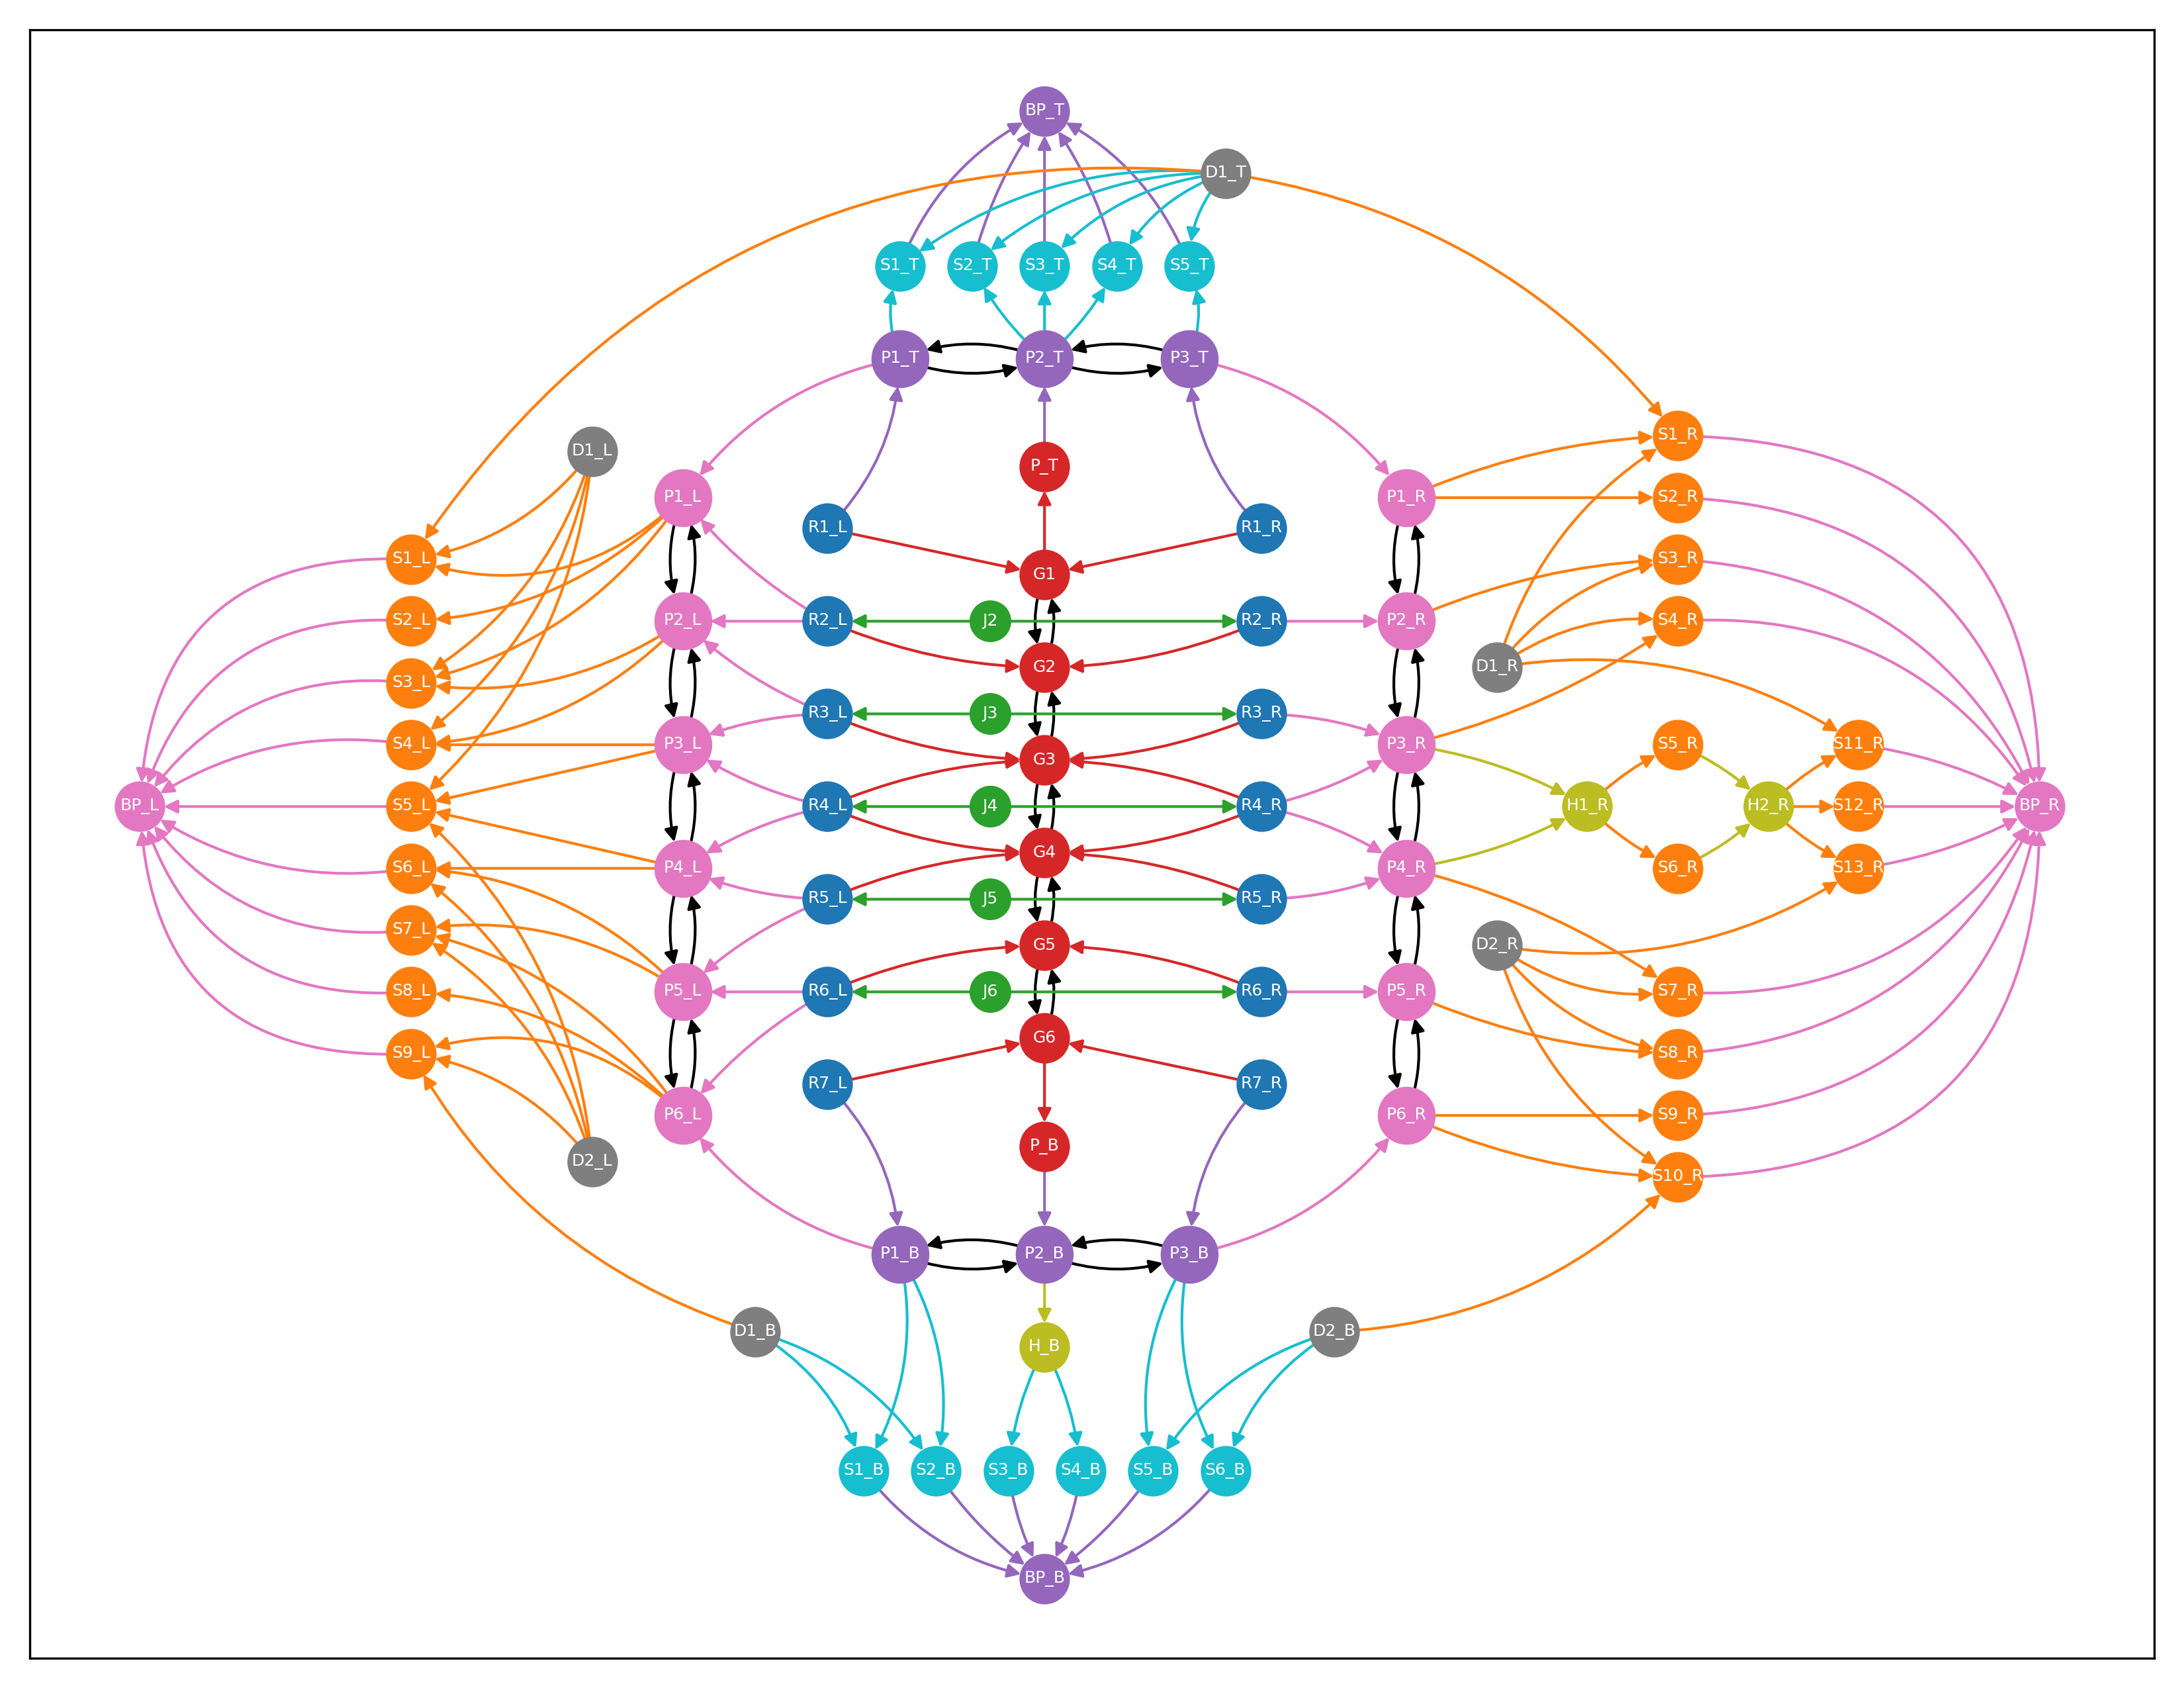 BP_T
D1_T
S1_T S2_T S3_T S4_T S5_T
P1_T P2_T P3_T
S1_R
D1_L
P_T
P1_L P1_R S2_R
R1_L R1_R
S1_L G1 S3_R
S2_L P2_L R2_L J2 R2_R P2_R S4_R
G2 D1_R
S3_L
R3_L J3 R3_R
S4_L P3_L G3 P3_R S5_R S11_R
BP_L S5_L R4_L J4 R4_R H1_R H2_R S12_R BP_R
G4
S6_L P4_L P4_R S6_R S13_R
R5_L J5 R5_R
S7_L G5 D2_R
S8_L P5_L R6_L J6 R6_R P5_R S7_R
G6
S9_L S8_R
R7_L R7_R
P6_L P6_R S9_R
P_B
D2_L S10_R
P1_B P2_B P3_B
D1_B D2_B
H_B
S1_B S2_B S3_B S4_B S5_B S6_B
BP_B